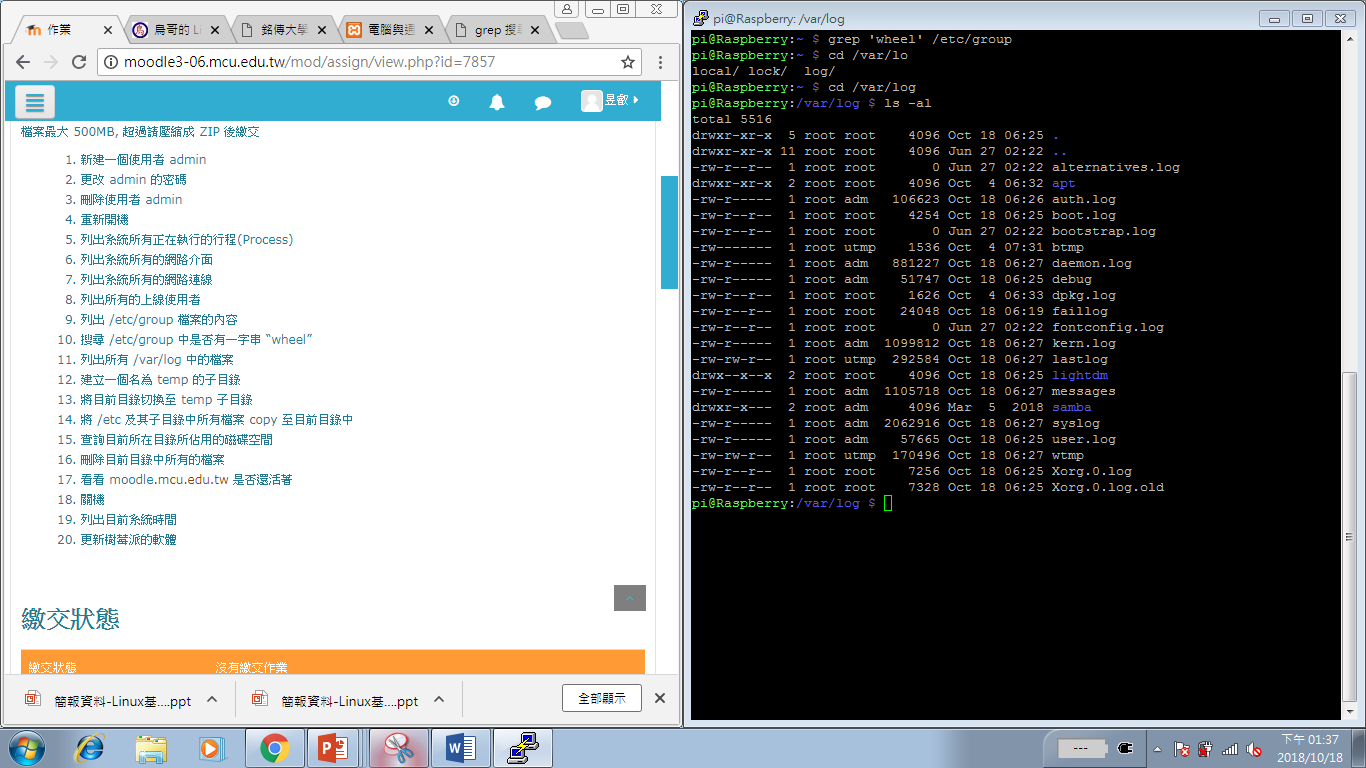 作業
鳥哥的 Li
銘傳大學
電腦與通
grep 搜尋
moodle3-06.mcu.edu.tw/mod/assign/view.php?id=7857
昱叡
檔案最大 500MB, 超過請壓縮成 ZIP 後繳交
1. 新建一個使用者 admin
2. 更改 admin 的密碼
3. 刪除使用者 admin
4. 重新開機
5. 列出系統所有正在執行的行程(Process)
6. 列出系統所有的網路介面
7. 列出系統所有的網路連線
8. 列出所有的上線使用者
9. 列出 /etc/group 檔案的內容
10. 搜尋 /etc/group 中是否有一字串 “wheel”
11. 列出所有 /var/log 中的檔案
12. 建立一個名為 temp 的子目錄
13. 將目前目錄切換至 temp 子目錄
14. 將 /etc 及其子目錄中所有檔案 copy 至目前目錄中
15. 查詢目前所在目錄所佔用的磁碟空間
16. 刪除目前目錄中所有的檔案
17. 看看 moodle.mcu.edu.tw 是否還活著
18. 關機
19. 列出目前系統時間
20. 更新樹莓派的軟體
繳交狀態
繳交狀態 沒有繳交作業
簡報資料-Linux基....ppt
簡報資料-Linux基....ppt
全部顯示
pi@Raspberry: /var/log
pi@Raspberry:~ $ grep 'wheel' /etc/group
pi@Raspberry:~ $ cd /var/lo
local/ lock/  log/
pi@Raspberry:~ $ cd /var/log
pi@Raspberry:/var/log $ ls -al
total 5516
drwxr-xr-x  5 root root    4096 Oct 18 06:25 .
drwxr-xr-x 11 root root    4096 Jun 27 02:22 ..
-rw-r--r--  1 root root       0 Jun 27 02:22 alternatives.log
drwxr-xr-x  2 root root    4096 Oct  4 06:32 apt
-rw-r-----  1 root adm   106623 Oct 18 06:26 auth.log
-rw-r--r--  1 root root    4254 Oct 18 06:25 boot.log
-rw-r--r--  1 root root       0 Jun 27 02:22 bootstrap.log
-rw-------  1 root utmp    1536 Oct  4 07:31 btmp
-rw-r-----  1 root adm   881227 Oct 18 06:27 daemon.log
-rw-r-----  1 root adm    51747 Oct 18 06:25 debug
-rw-r--r--  1 root root    1626 Oct  4 06:33 dpkg.log
-rw-r--r--  1 root root   24048 Oct 18 06:19 faillog
-rw-r--r--  1 root root       0 Jun 27 02:22 fontconfig.log
-rw-r-----  1 root adm  1099812 Oct 18 06:27 kern.log
-rw-rw-r--  1 root utmp  292584 Oct 18 06:27 lastlog
drwx--x--x  2 root root    4096 Oct 18 06:25 lightdm
-rw-r-----  1 root adm  1105718 Oct 18 06:27 messages
drwxr-x---  2 root adm     4096 Mar  5  2018 samba
-rw-r-----  1 root adm  2062916 Oct 18 06:27 syslog
-rw-r-----  1 root adm    57665 Oct 18 06:25 user.log
-rw-rw-r--  1 root utmp  170496 Oct 18 06:27 wtmp
-rw-r--r--  1 root root    7256 Oct 18 06:25 Xorg.0.log
-rw-r--r--  1 root root    7328 Oct 18 06:25 Xorg.0.log.old
pi@Raspberry:/var/log $
---
下午 01:37
2018/10/18